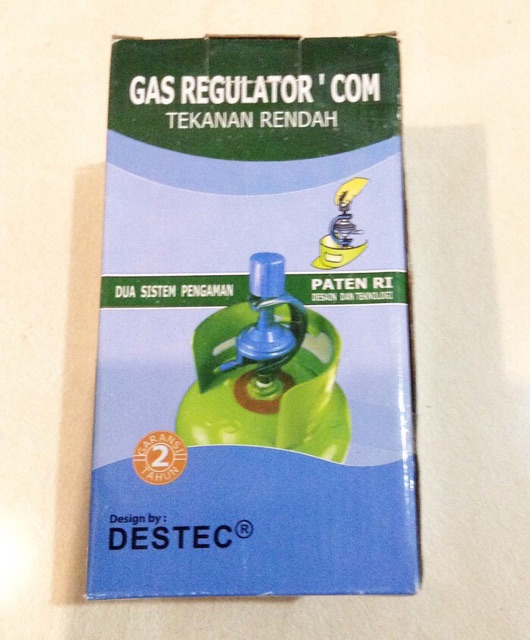 GAS REGULATOR ' COM
TEKANAN RENDAH
DUA SISTEM PENGAMAN
PATEN RI
DESAIN DAN TEKNOLOGI
GARANSI
2
TAHUN
Design by :
DESTEC®